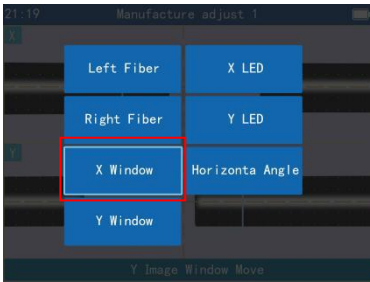 21:19 Manufacture adjust 1
X
Left Fiber X LED
Right Fiber Y LED
Y
X Window Horizonta Angle
Y Window
Y Image Window Move